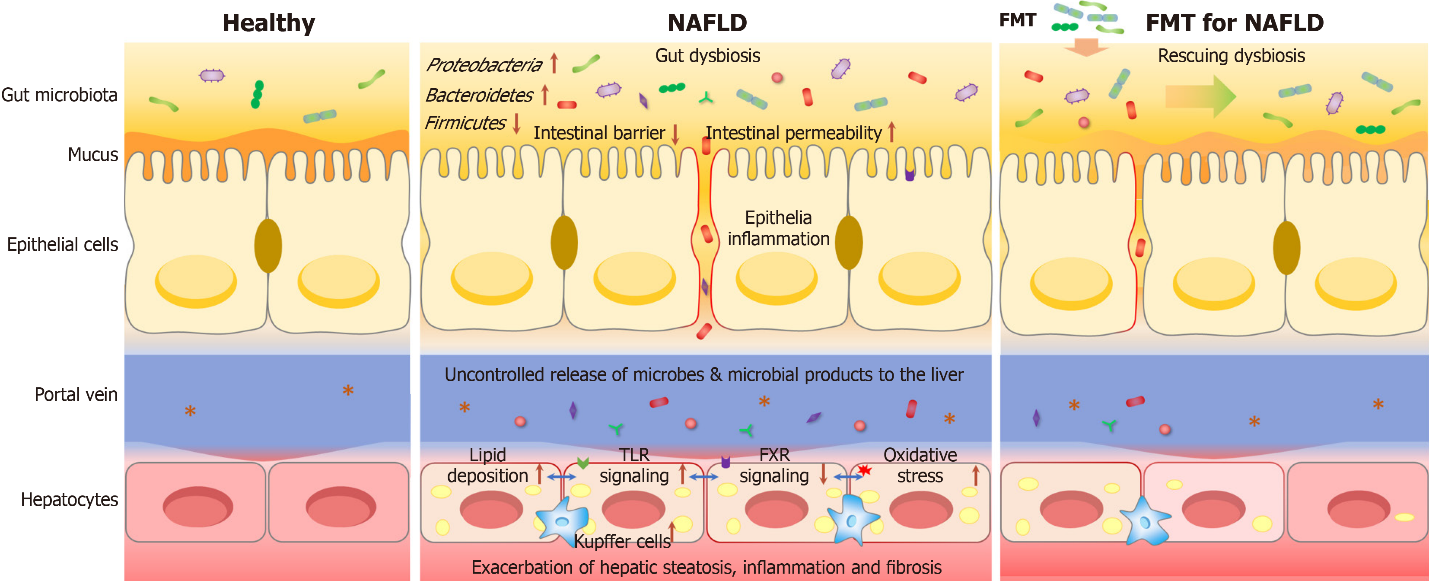 Healthy
NAFLD
FMT
FMT for NAFLD
Gut microbiota
Mucus
Epithelial cells
Portal vein
Hepatocytes
Proteobacteria ↑
Bacteroidetes ↑
Firmicutes ↓
Gut dysbiosis
Intestinal barrier ↓
Intestinal permeability ↑
Epithelia
inflammation
Uncontrolled release of microbes & microbial products to the liver
* * *
Lipid
deposition ↑
TLR
signaling ↑
FXR
signaling ↓
Oxidative
stress ↑
Kupffer cells ↑
Exacerbation of hepatic steatosis, inflammation and fibrosis
Rescuing dysbiosis